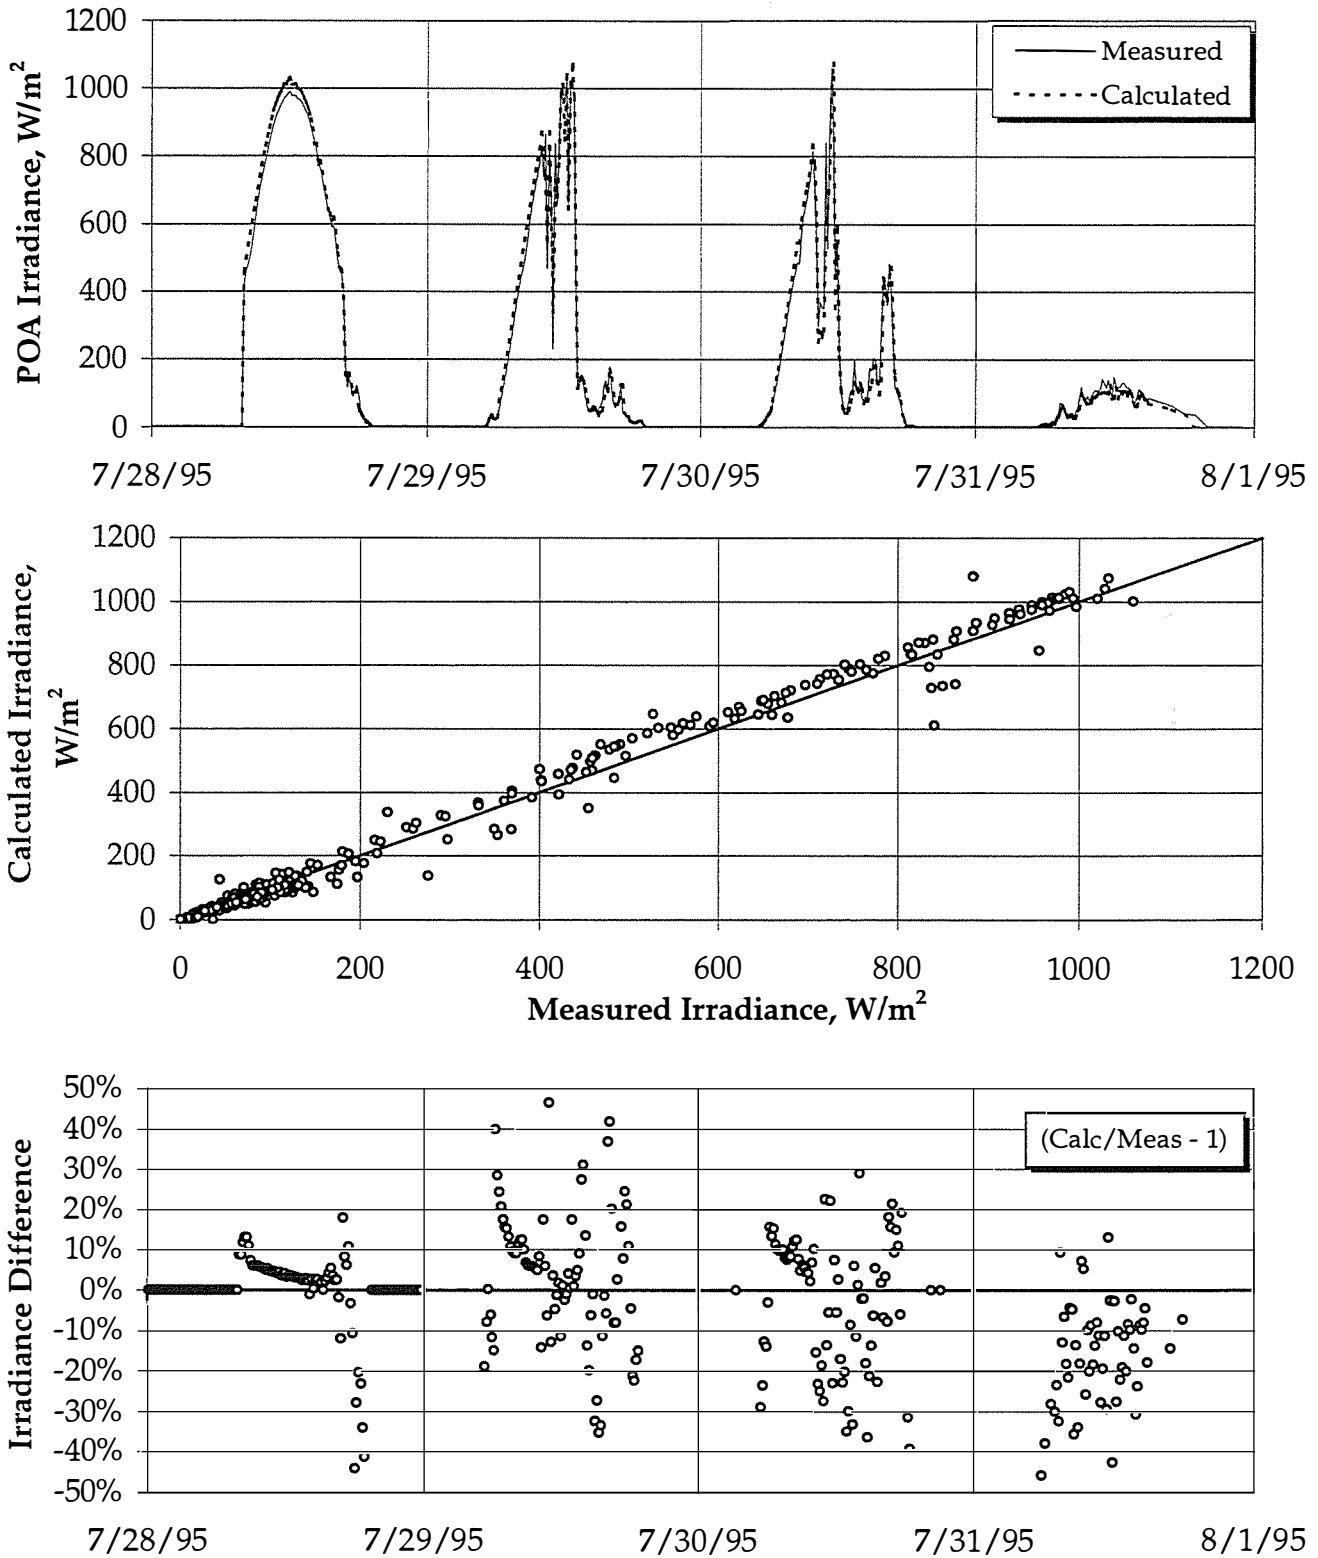 1200
1000
800
600
400
200
0
POA Irradiance, W/m²
Measured
Calculated
7/28/95 7/29/95 7/30/95 7/31/95 8/1/95
1200
1000
800
600
400
200
0
Calculated Irradiance,
W/m²
0 200 400 600 800 1000 1200
Measured Irradiance, W/m²
50%
40%
30%
20%
10%
0%
-10%
-20%
-30%
-40%
-50%
Irradiance Difference
(Calc/Meas - 1)
7/28/95 7/29/95 7/30/95 7/31/95 8/1/95